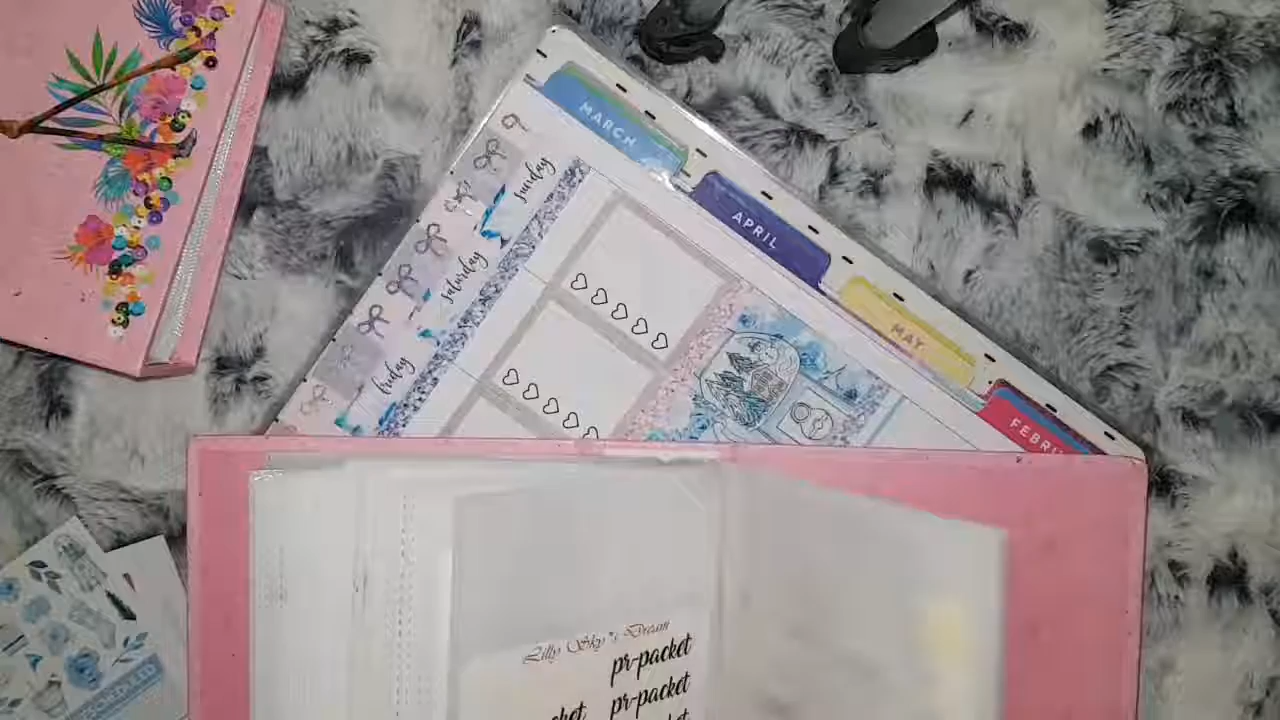 MARCH
APRIL
MAY
FEBRU
sunday
saturday
friday
Lilly Sky's Dream
pr-packet
pr-packet